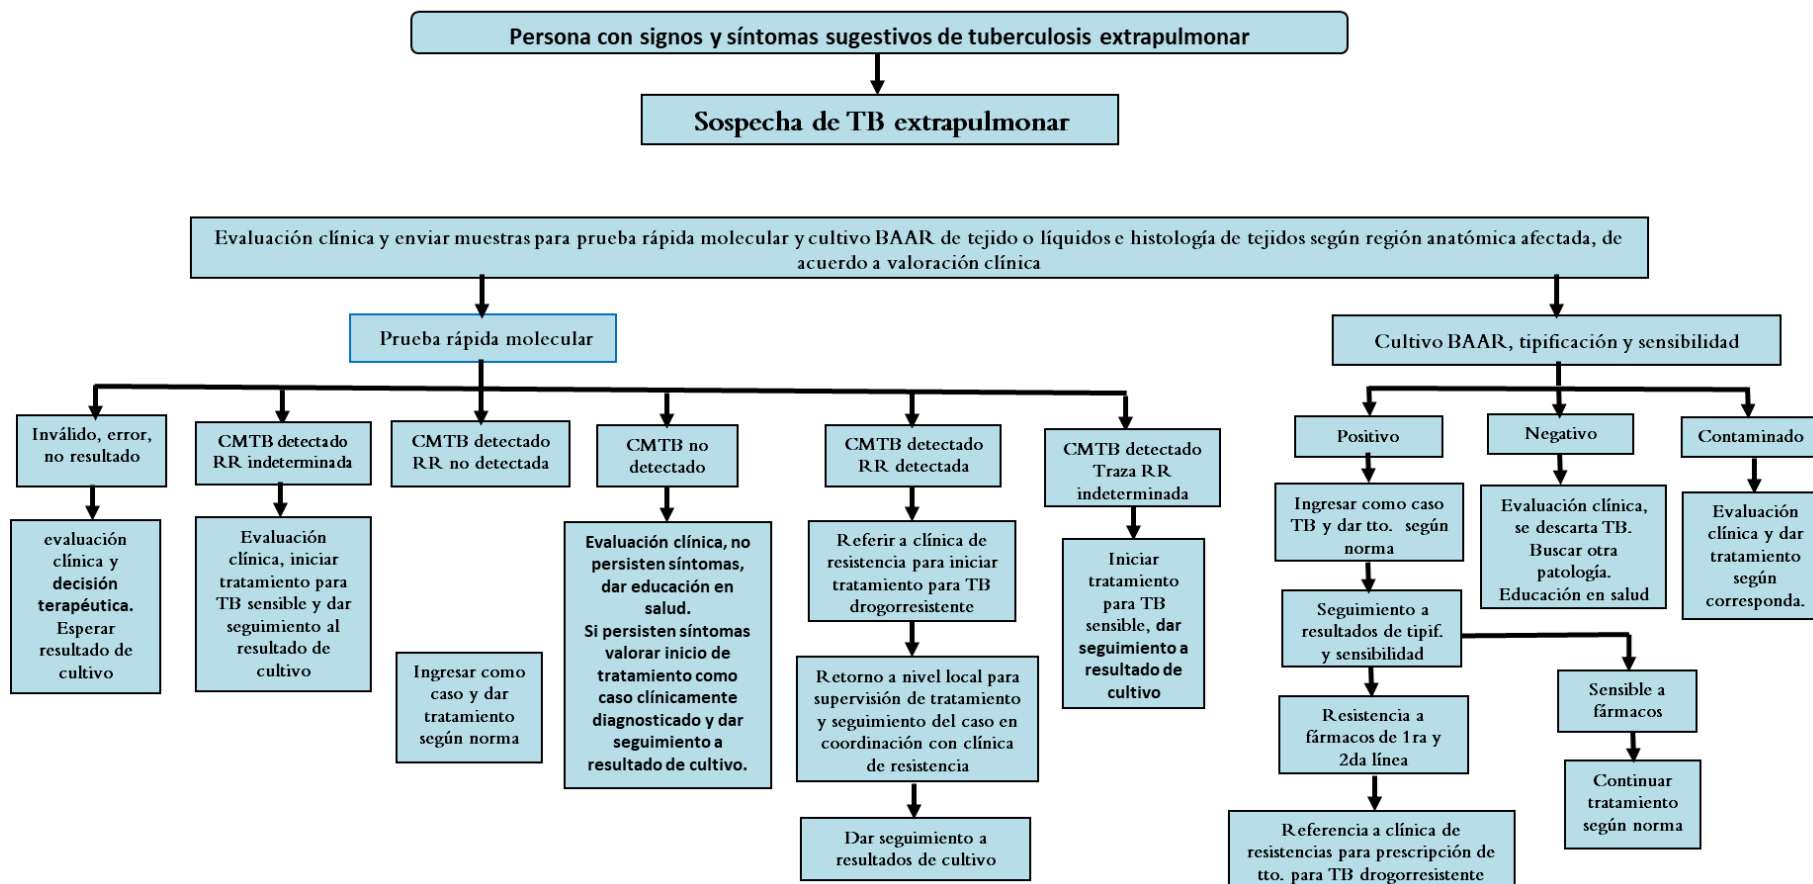 Persona con signos y síntomas sugestivos de tuberculosis extrapulmonar
Sospecha de TB extrapulmonar
Evaluación clínica y enviar muestras para prueba rápida molecular y cultivo BAAR de tejido o líquidos e histología de tejidos según región anatómica afectada, de
acuerdo a valoración clínica
Prueba rápida molecular
Cultivo BAAR, tipificación y sensibilidad
Inválido, error,
no resultado
CMTB detectado
RR indeterminada
CMTB detectado
RR no detectada
CMTB no
detectado
CMTB detectado
RR detectada
CMTB detectado
Traza RR
indeterminada
Positivo
Negativo
Contaminado
evaluación
clínica y
decisión
terapéutica.
Esperar
resultado de
cultivo
Evaluación
clínica, iniciar
tratamiento para
TB sensible y dar
seguimiento al
resultado de
cultivo
Ingresar como
caso y dar
tratamiento
según norma
Evaluación clínica, no
persisten síntomas,
dar educación en
salud.
Si persisten síntomas
valorar inicio de
tratamiento como
caso clínicamente
diagnosticado y dar
seguimiento a
resultado de cultivo.
Referir a clínica de
resistencia para iniciar
tratamiento para TB
drogorresistente
Retorno a nivel local para
supervisión de tratamiento
y seguimiento del caso en
coordinación con clínica
de resistencia
Dar seguimiento a
resultados de cultivo
Iniciar
tratamiento
para TB
sensible, dar
seguimiento a
resultado de
cultivo
Ingresar como caso
TB y dar tto. según
norma
Seguimiento a
resultados de tipif.
y sensibilidad
Resistencia a
fármacos de 1ra y
2da línea
Referencia a clínica de
resistencias para prescripción de
tto. para TB drogorresistente
Sensible a
fármacos
Continuar
tratamiento
según norma
Evaluación clínica,
se descarta TB.
Buscar otra
patología.
Educación en salud
Evaluación
clínica y dar
tratamiento
según
corresponda.